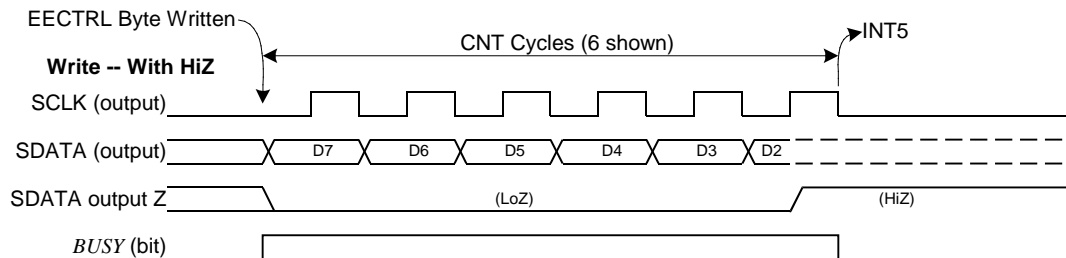 EECTRL Byte Written
CNT Cycles (6 shown)
INT5
Write -- With HiZ
SCLK (output)
SDATA (output)
D7 D6 D5 D4 D3 D2
SDATA output Z
(LoZ) (HiZ)
BUSY (bit)